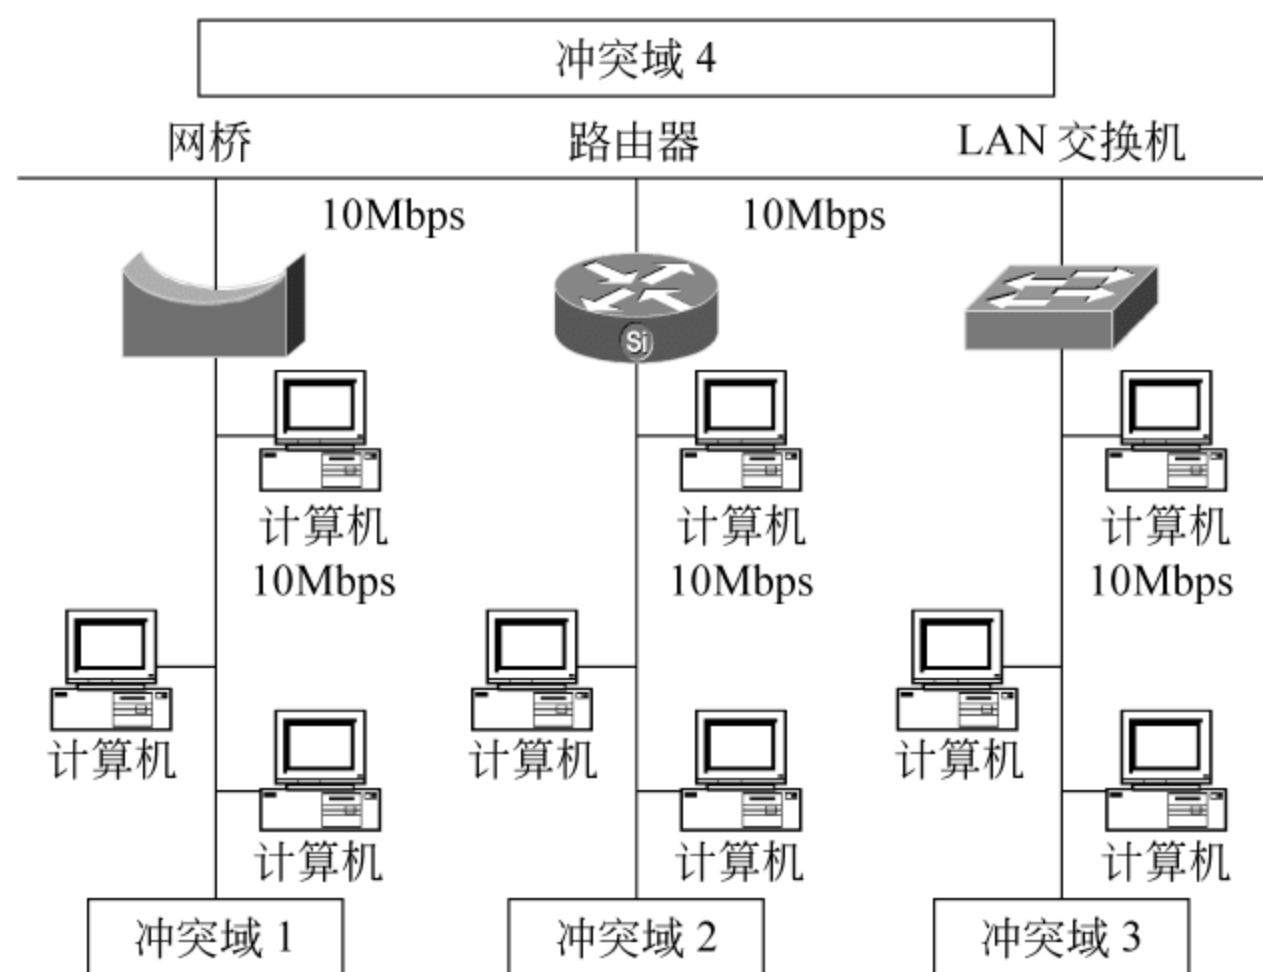 冲突域 4
网桥
路由器
LAN 交换机
10Mbps
10Mbps
Si
计算机
计算机
计算机
10Mbps
10Mbps
10Mbps
计算机
计算机
计算机
计算机
计算机
计算机
冲突域 1
冲突域 2
冲突域 3